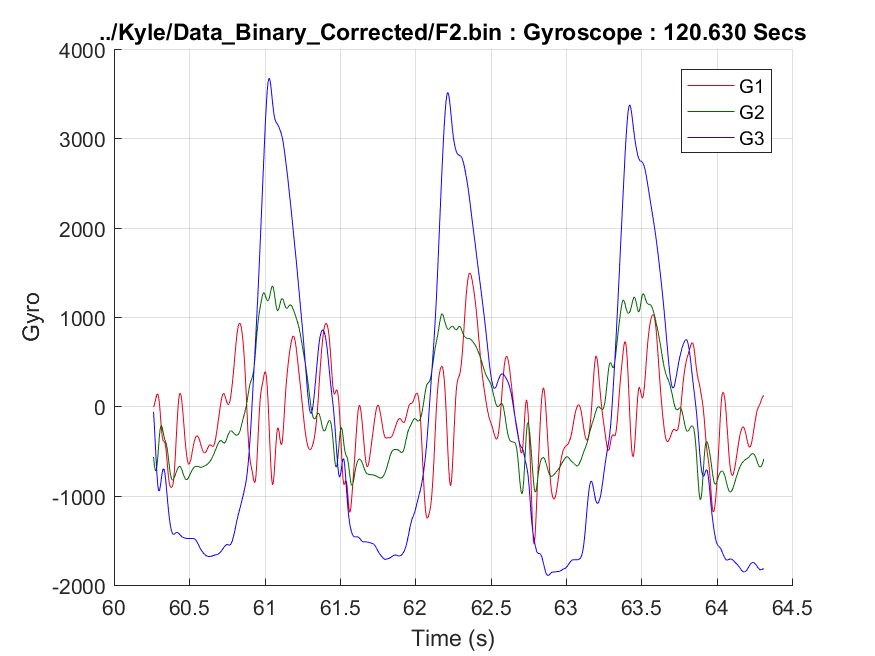 ../Kyle/Data_Binary_Corrected/F2.bin : Gyroscope : 120.630 Secs
4000
3000
2000
1000
0
-1000
-2000
Gyro
G1
G2
G3
60
60.5
61
61.5
62
62.5
63
63.5
64
64.5
Time (s)